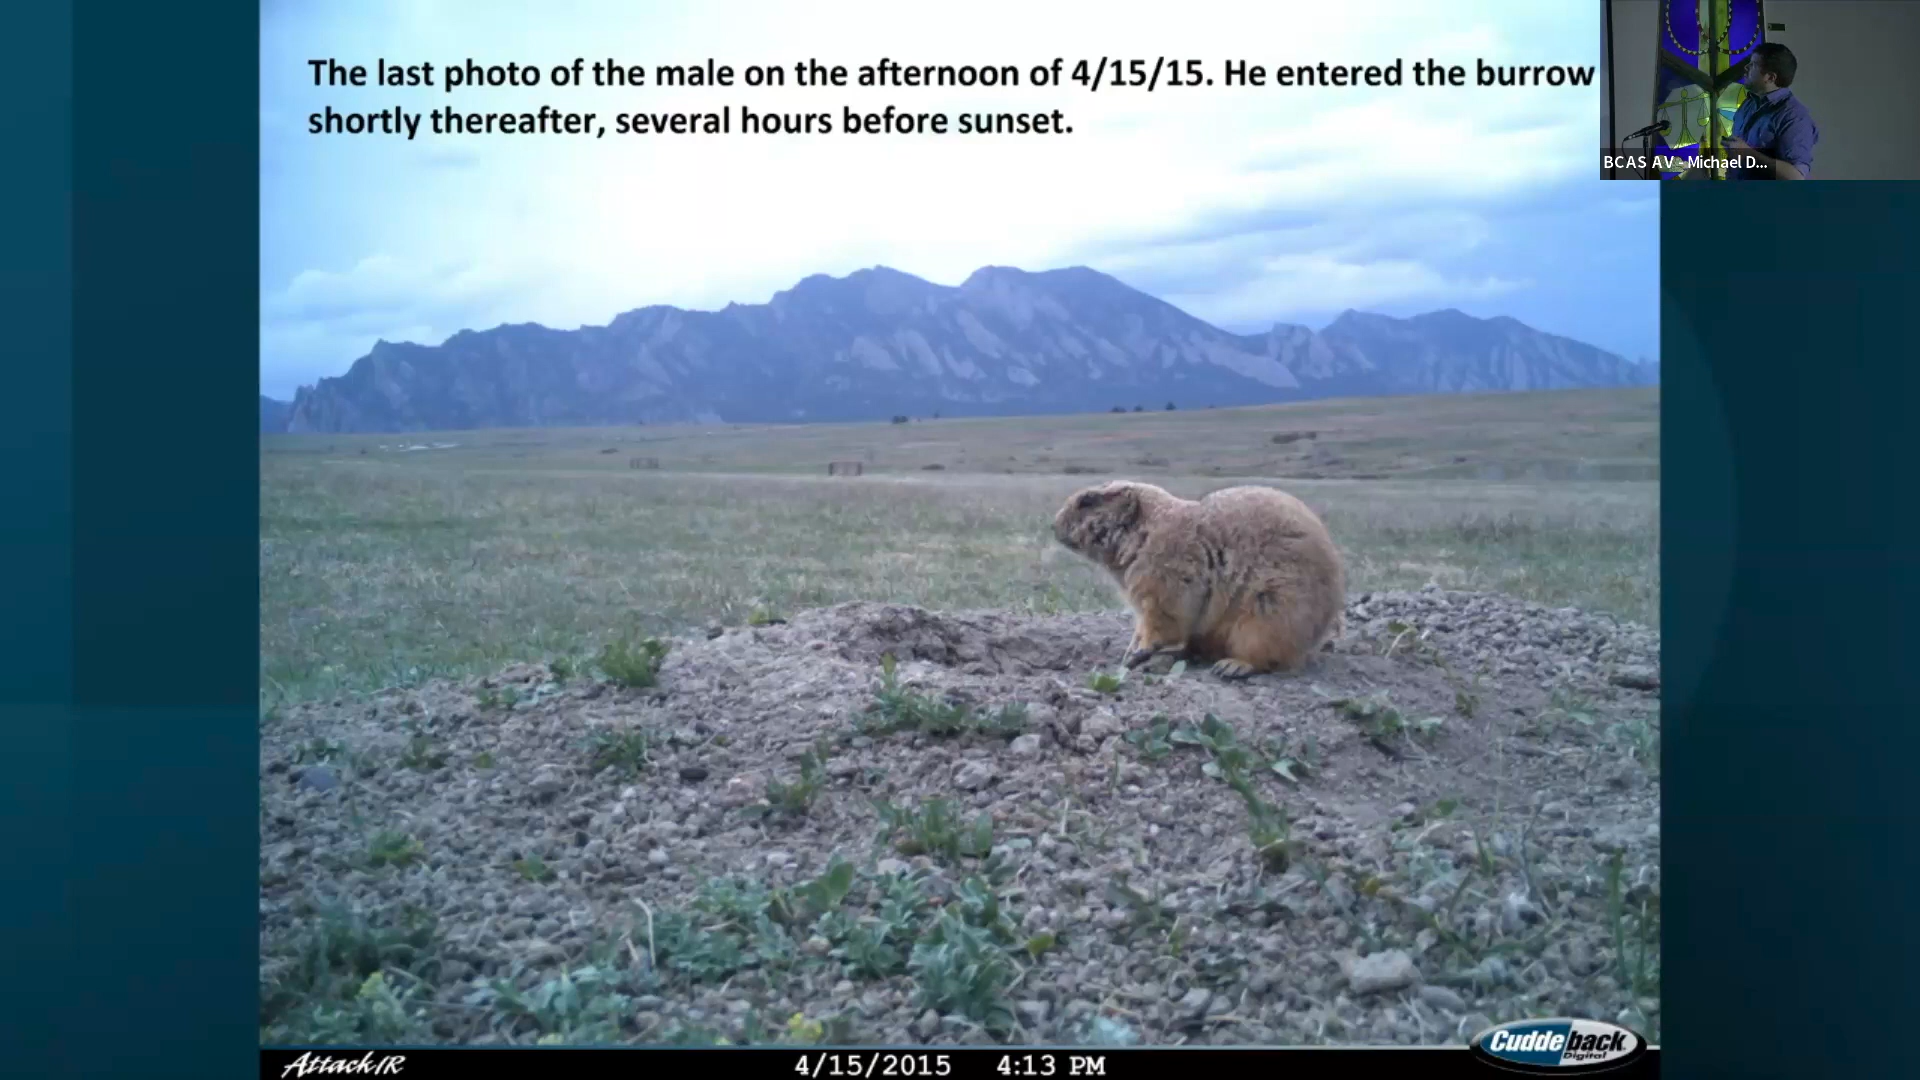 The last photo of the male on the afternoon of 4/15/15. He entered the burrow
shortly thereafter, several hours before sunset.
BCAS AV - Michael D...
AttackIR
4/15/2015 4:13 PM
Cuddeback
Digital